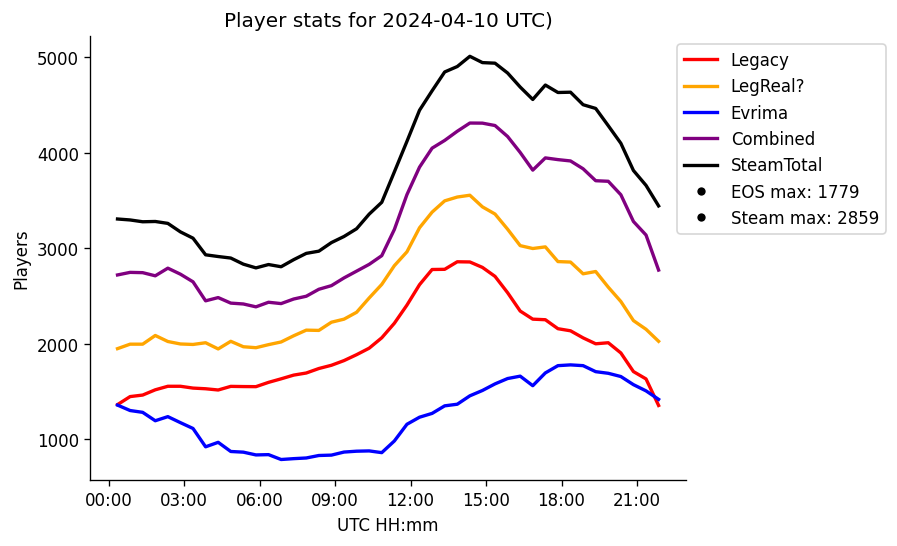 Player stats for 2024-04-10 UTC)
Players
5000
4000
3000
2000
1000
00:00 03:00 06:00 09:00 12:00 15:00 18:00 21:00
UTC HH:mm
Legacy
LegReal?
Evrima
Combined
SteamTotal
EOS max: 1779
Steam max: 2859